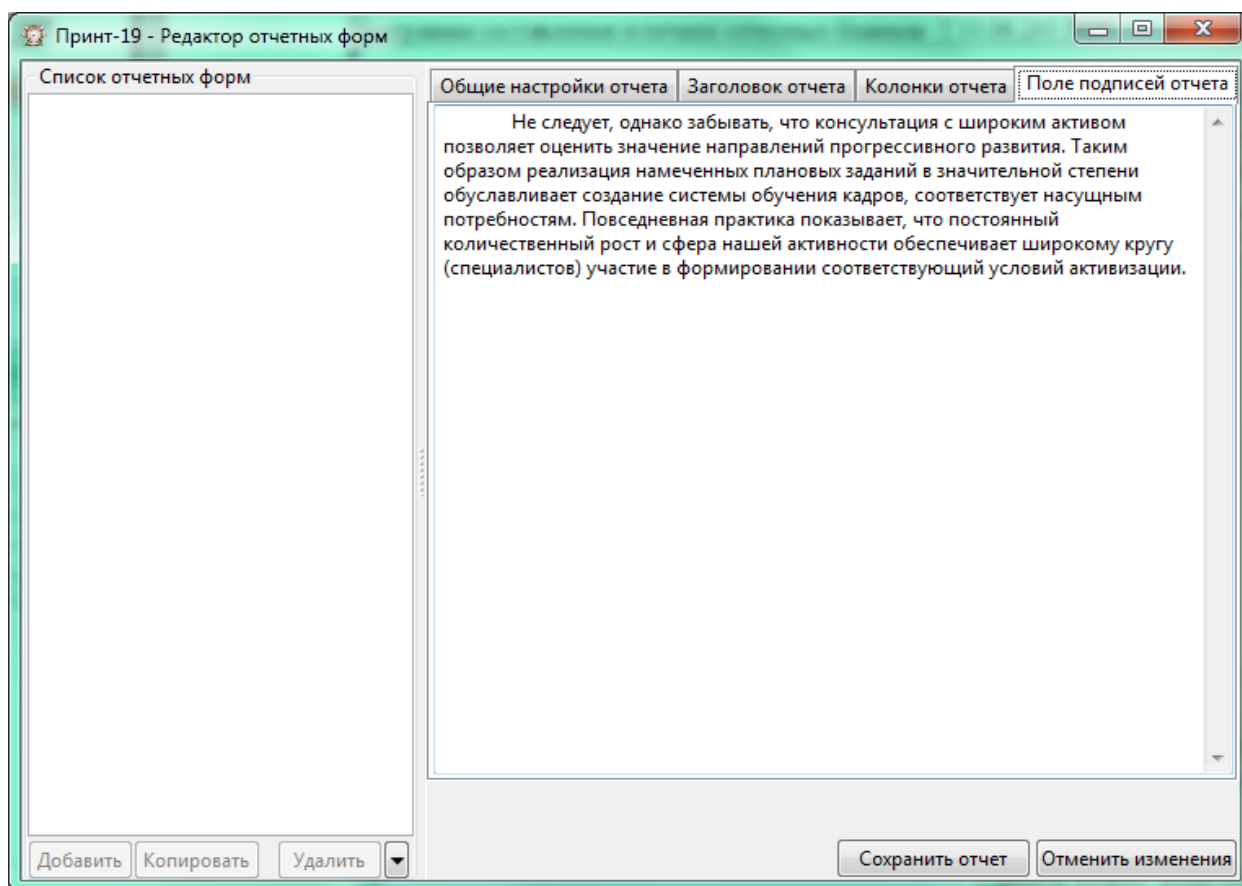 Принт-19 - Редактор отчетных форм
Список отчетных форм
Общие настройки отчета
Заголовок отчета
Колонки отчета
Поле подписей отчета
Не следует, однако забывать, что консультация с широким активом
позволяет оценить значение направлений прогрессивного развития. Таким
образом реализация намеченных плановых заданий в значительной степени
обуславливает создание системы обучения кадров, соответствует насущным
потребностям. Повседневная практика показывает, что постоянный
количественный рост и сфера нашей активности обеспечивает широкому кругу
(специалистов) участие в формировании соответствующий условий активизации.
Добавить
Копировать
Удалить
Сохранить отчет
Отменить изменения